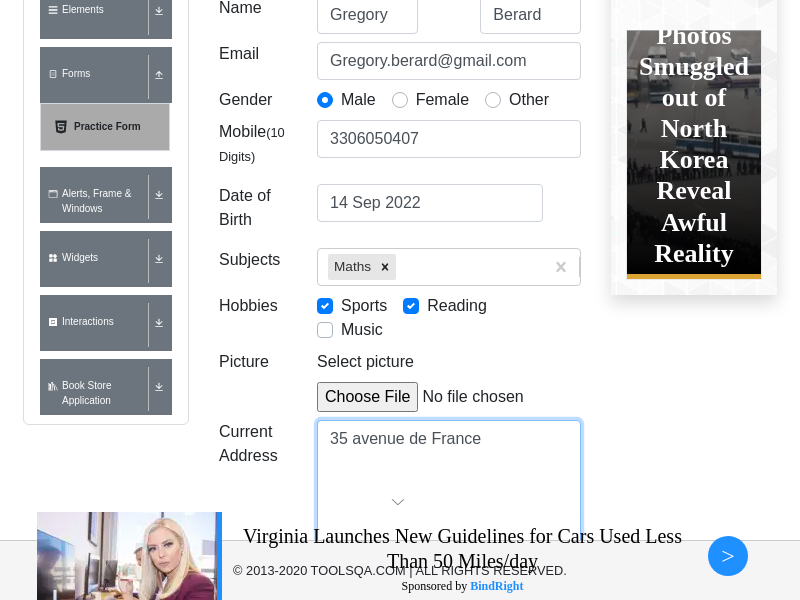 Elements
Forms
Practice Form
Alerts, Frame &
Windows
Widgets
Interactions
Book Store
Application
Name
Gregory
Berard
Email
Gregory.berard@gmail.com
Gender
Male
Female
Other
Mobile(10
Digits)
3306050407
Date of
Birth
14 Sep 2022
Subjects
Maths
Hobbies
Sports
Reading
Music
Picture
Select picture
Choose File No file chosen
Current
Address
35 avenue de France
Photos
Smuggled
out of
North
Korea
Reveal
Awful
Reality
Virginia Launches New Guidelines for Cars Used Less
Than 50 Miles/day
© 2013-2020 TOOLSQA.COM | ALL RIGHTS RESERVED.
Sponsored by BindRight